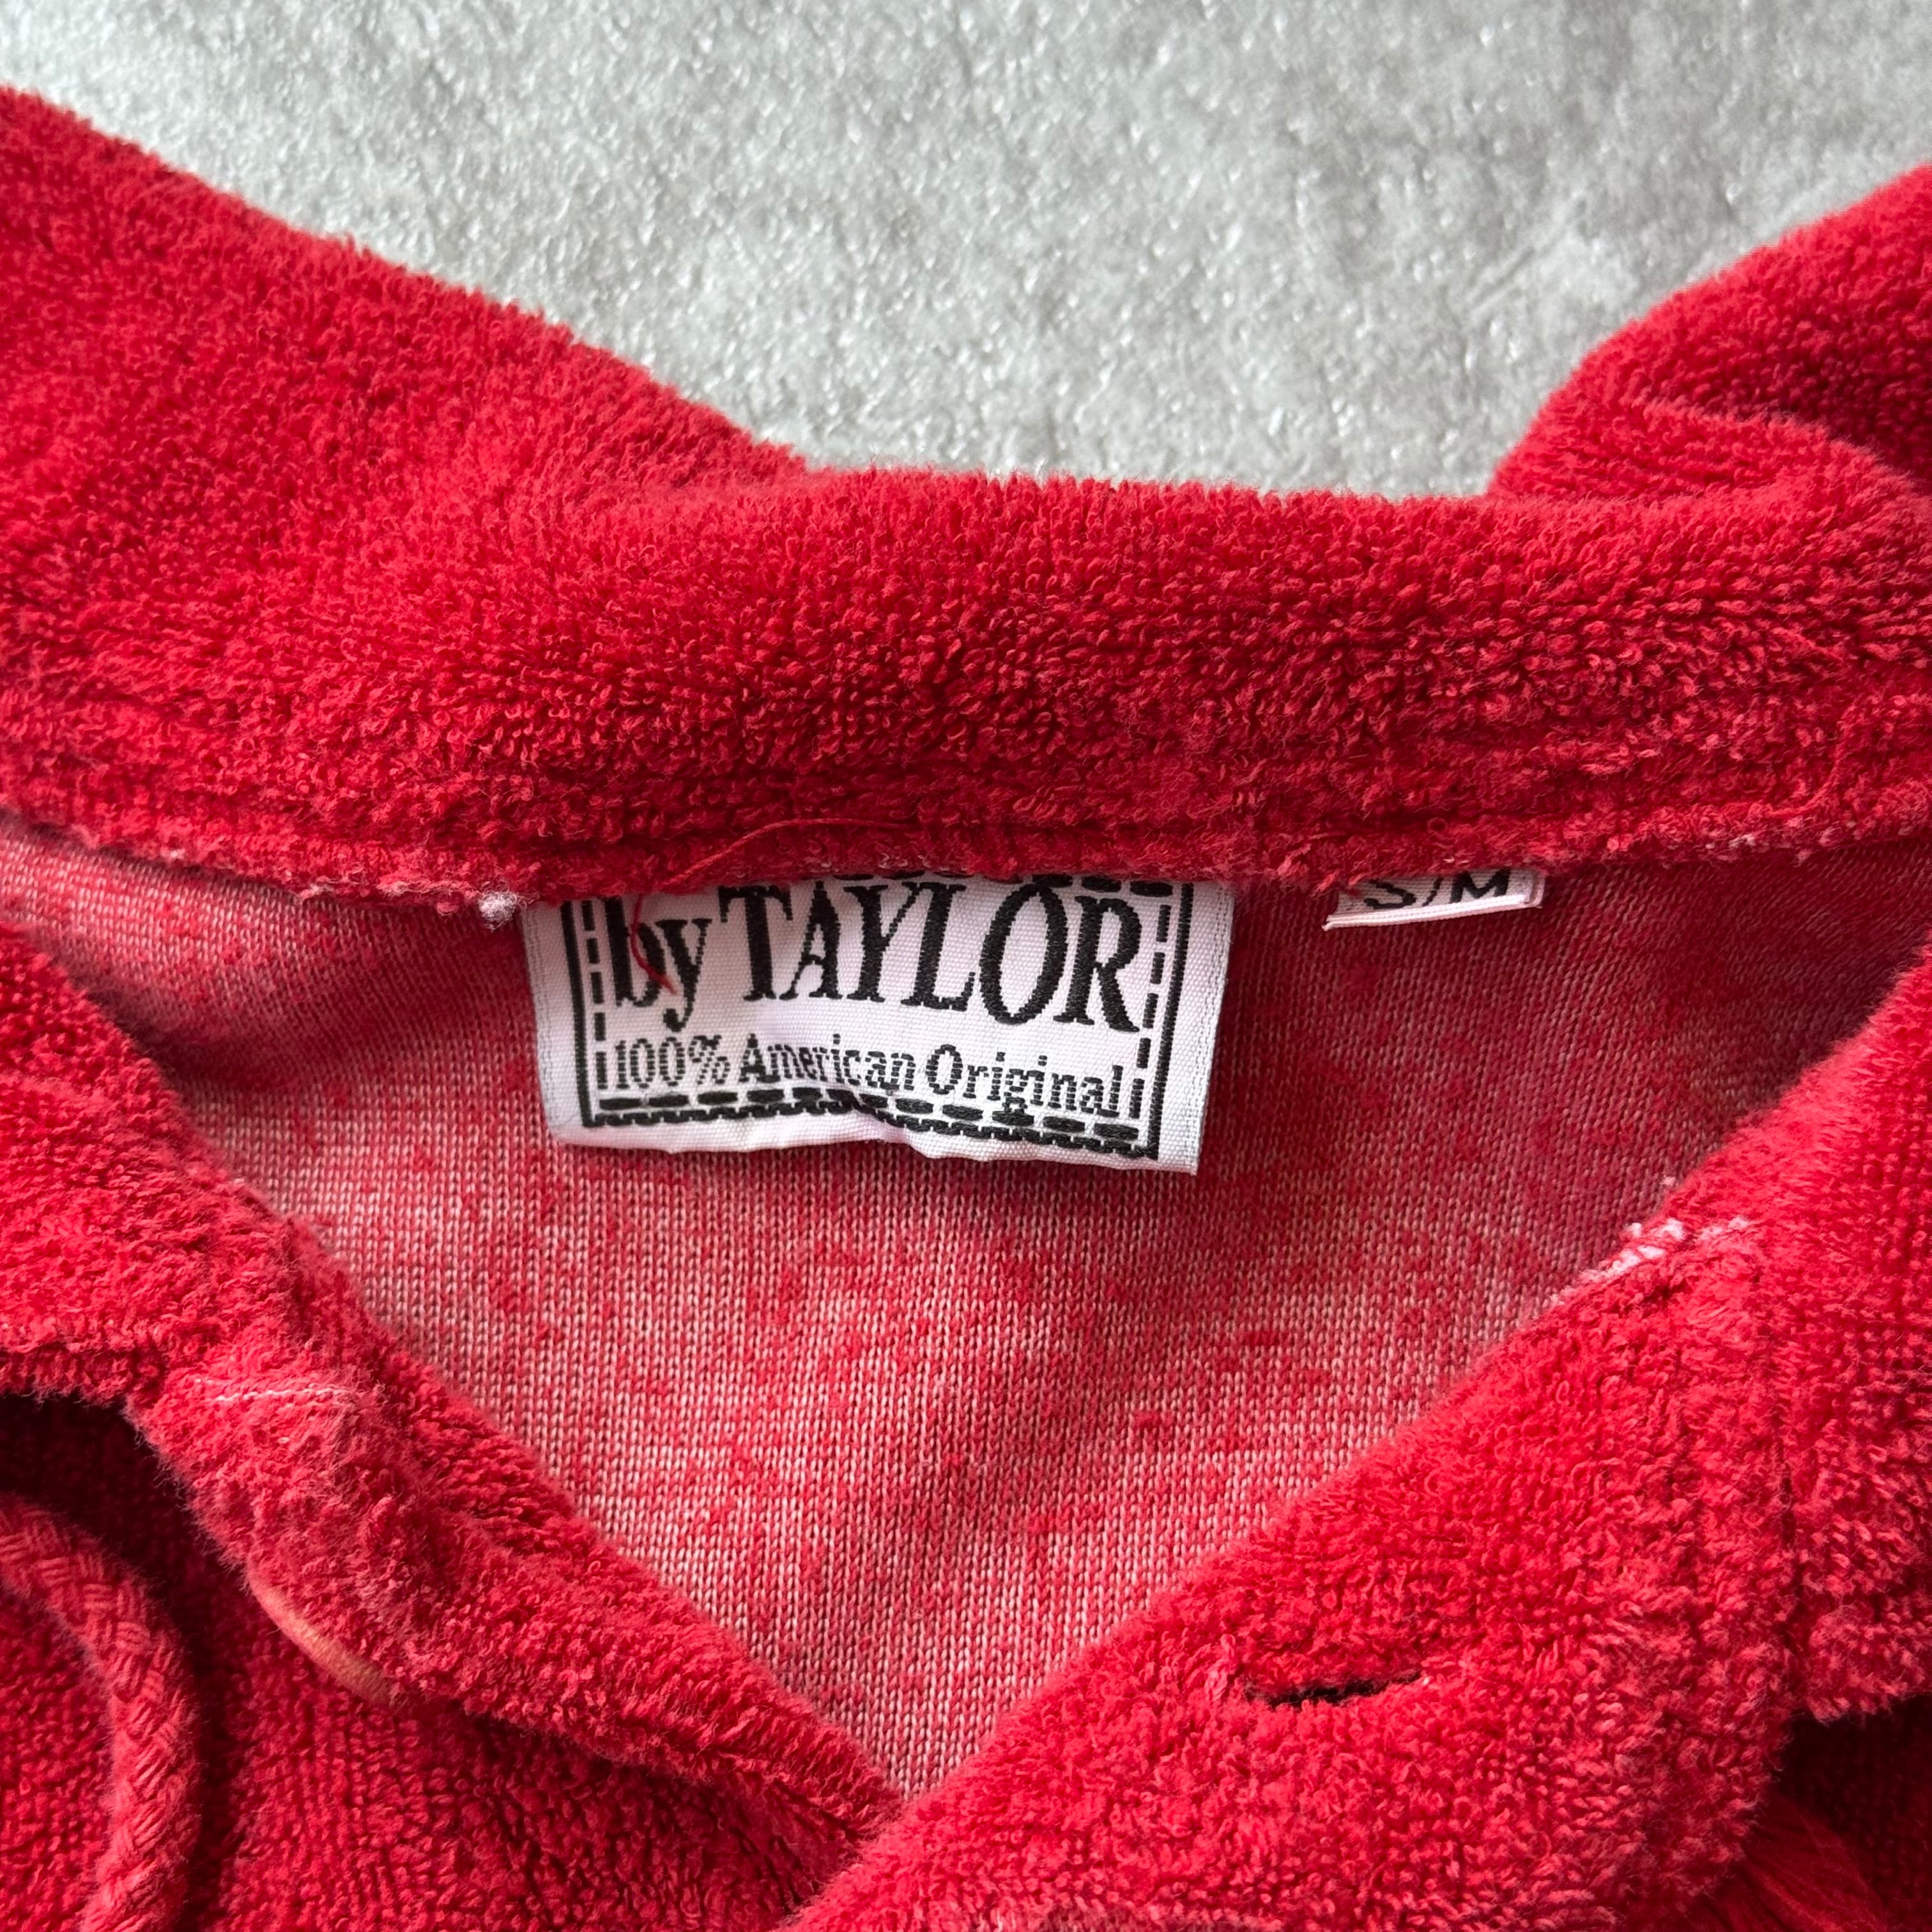 by TAYLOR
100% American Original
S/M